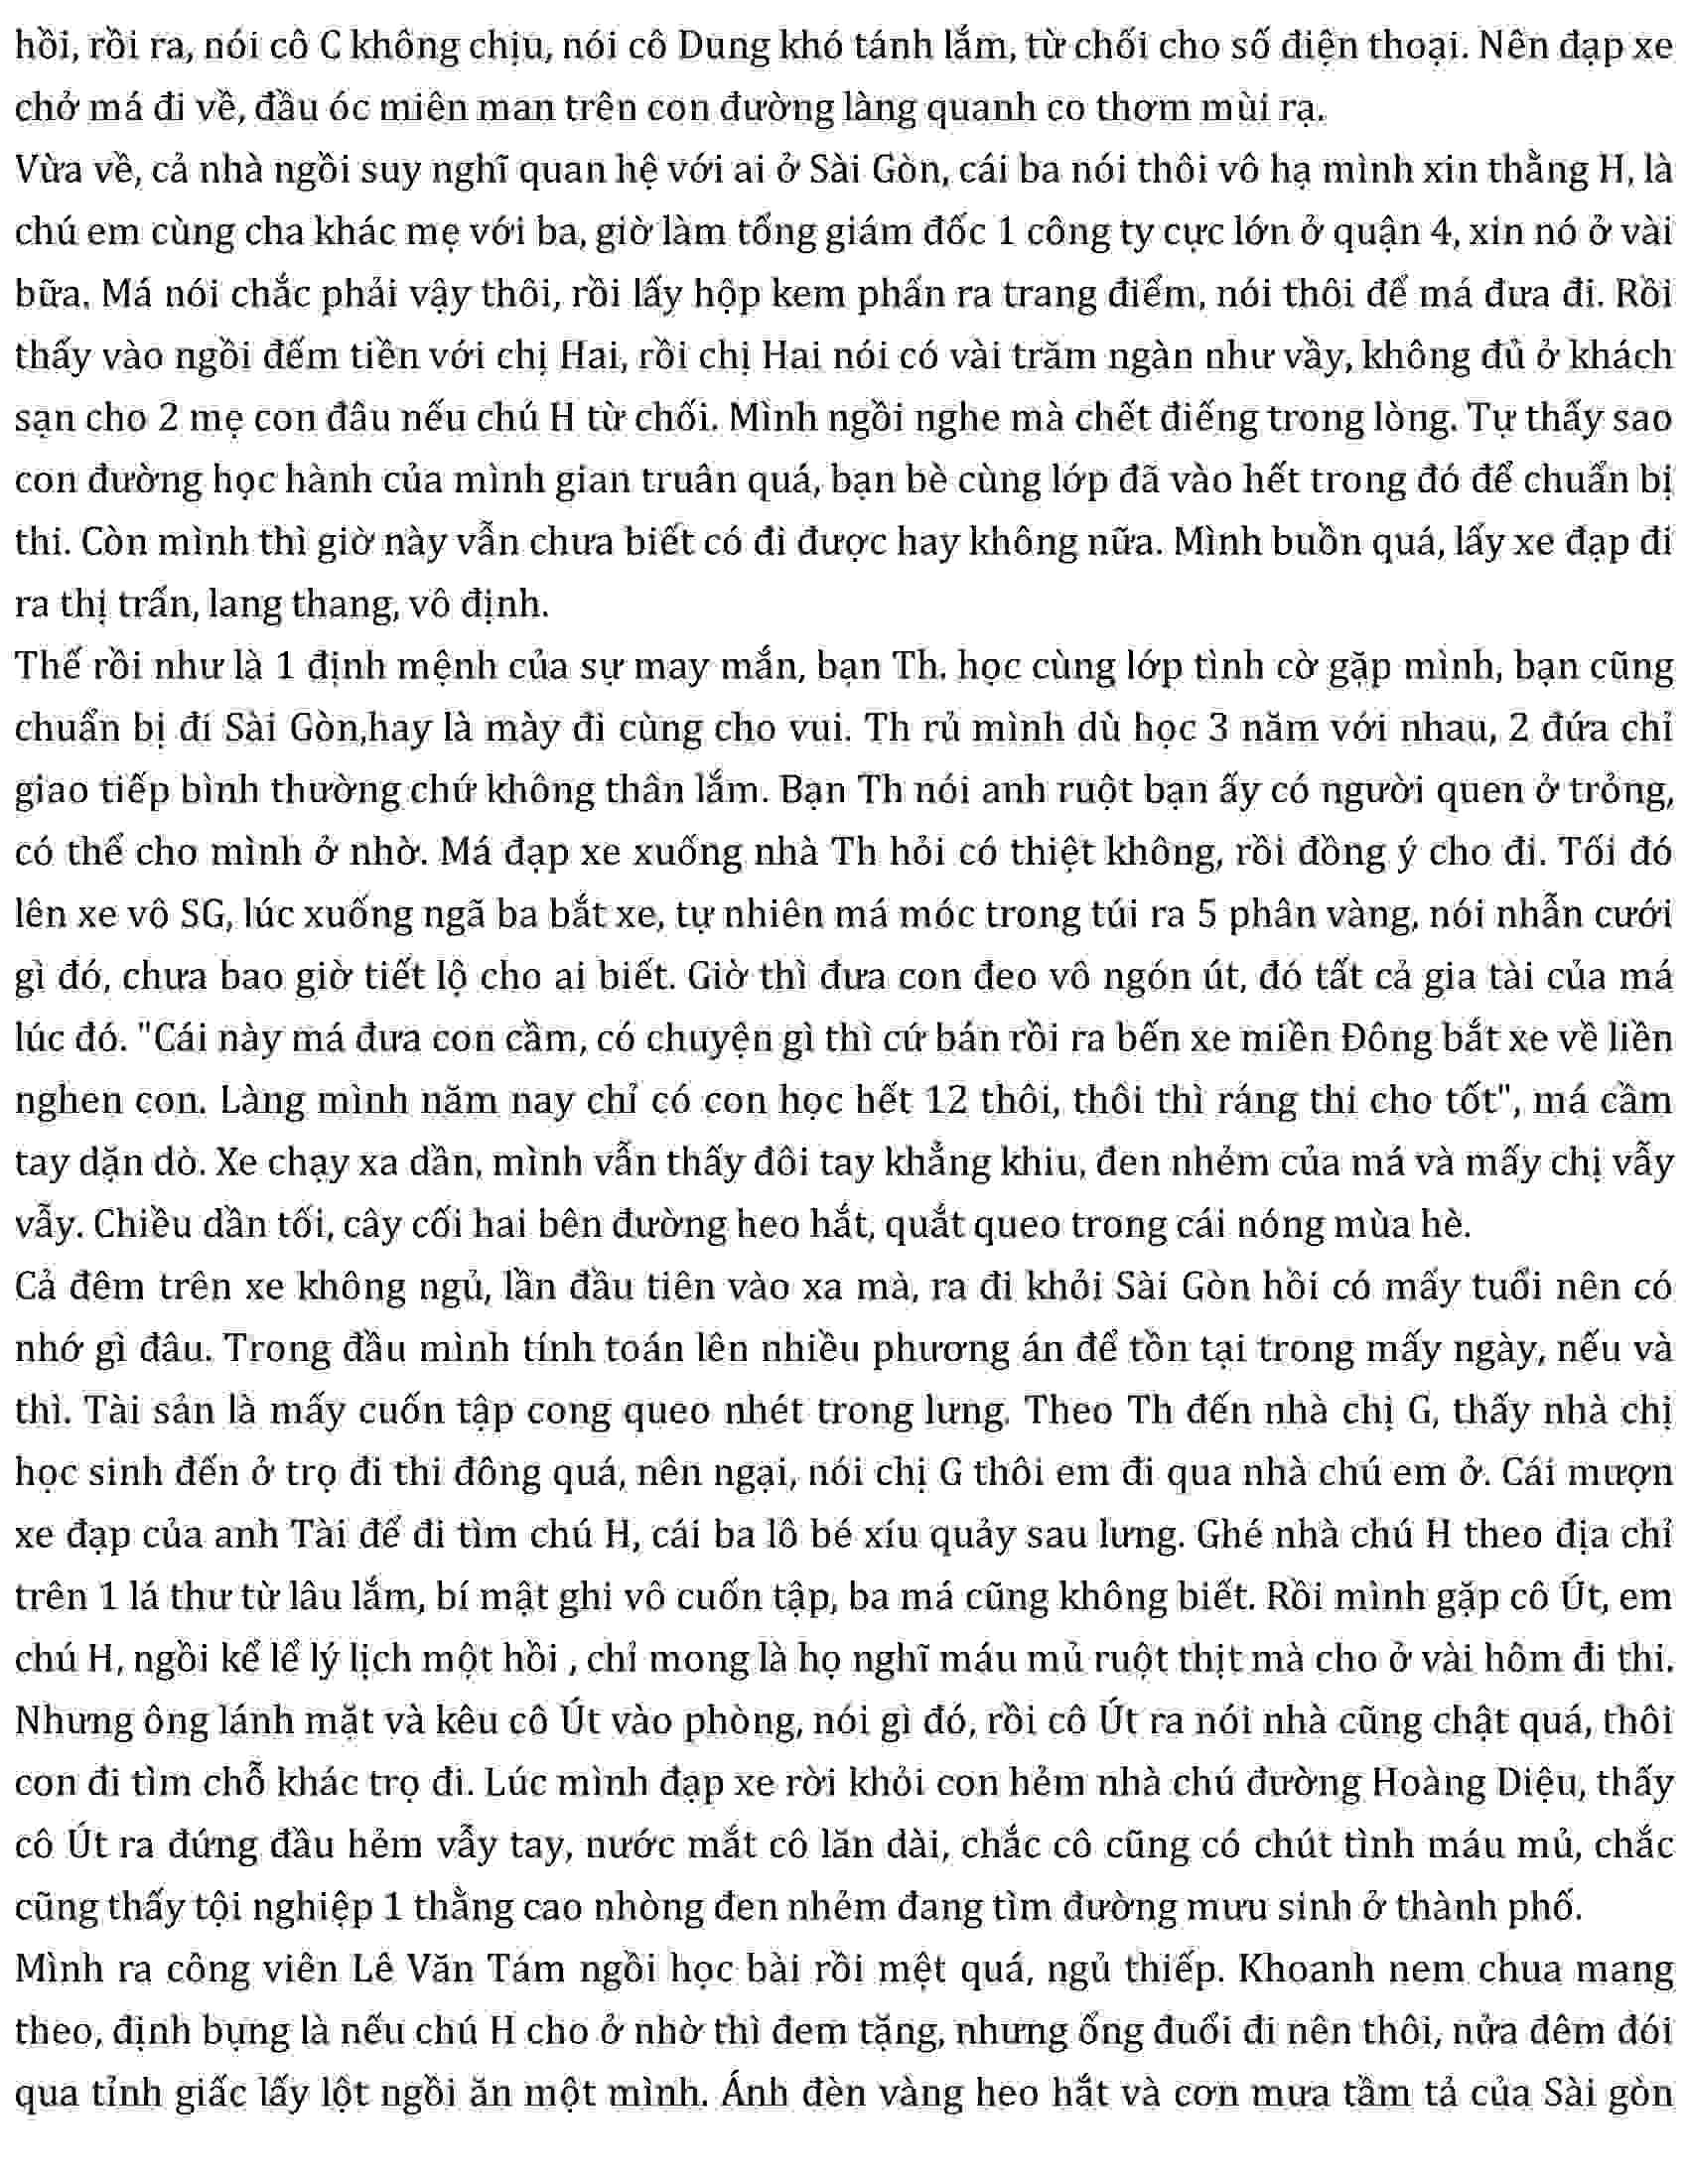 hồi, rồi ra, nói cô C không chịu, nói cô Dung khó tánh lắm, từ chối cho số điện thoại. Nên đạp xe
chở má đi về, đầu óc miên man trên con đường làng quanh co thơm mùi rạ.
Vừa về, cả nhà ngồi suy nghĩ quan hệ với ai ở Sài Gòn, cái ba nói thôi vô hạ mình xin thằng H, là
chú em cùng cha khác mẹ với ba, giờ làm tổng giám đốc 1 công ty cực lớn ở quận 4, xin nó ở vài
bữa. Má nói chắc phải vậy thôi, rồi lấy hộp kem phấn ra trang điểm, nói thôi để má đưa đi. Rồi
thấy vào ngồi đếm tiền với chị Hai, rồi chị Hai nói có vài trăm ngàn như vầy, không đủ ở khách
sạn cho 2 mẹ con đâu nếu chú H từ chối. Mình ngồi nghe mà chết điếng trong lòng. Tự thấy sao
con đường học hành của mình gian truân quá, bạn bè cùng lớp đã vào hết trong đó để chuẩn bị
thi. Còn mình thì giờ này vẫn chưa biết có đi được hay không nữa. Mình buồn quá, lấy xe đạp đi
ra thị trấn, lang thang, vô định.
Thế rồi như là 1 định mệnh của sự may mắn, bạn Th. học cùng lớp tình cờ gặp mình, bạn cũng
chuẩn bị đi Sài Gòn,hay là mày đi cùng cho vui. Th rủ mình dù học 3 năm với nhau, 2 đứa chỉ
giao tiếp bình thường chứ không thân lắm. Bạn Th nói anh ruột bạn ấy có người quen ở trỏng,
có thể cho mình ở nhờ. Má đạp xe xuống nhà Th hỏi có thiệt không, rồi đồng ý cho đi. Tối đó
lên xe vô SG, lúc xuống ngã ba bắt xe, tự nhiên má móc trong túi ra 5 phân vàng, nói nhẫn cưới
gì đó, chưa bao giờ tiết lộ cho ai biết. Giờ thì đưa con đeo vô ngón út, đó tất cả gia tài của má
lúc đó. "Cái này má đưa con cầm, có chuyện gì thì cứ bán rồi ra bến xe miền Đông bắt xe về liền
nghen con. Làng mình năm nay chỉ có con học hết 12 thôi, thôi thì ráng thi cho tốt", má cầm
tay dặn dò. Xe chạy xa dần, mình vẫn thấy đôi tay khẳng khiu, đen nhẻm của má và mấy chị vẫy
vẫy. Chiều dần tối, cây cối hai bên đường heo hắt, quắt queo trong cái nóng mùa hè.
Cả đêm trên xe không ngủ, lần đầu tiên vào xa mà, ra đi khỏi Sài Gòn hồi có mấy tuổi nên có
nhớ gì đâu. Trong đầu mình tính toán lên nhiều phương án để tồn tại trong mấy ngày, nếu và
thì. Tài sản là mấy cuốn tập cong queo nhét trong lưng. Theo Th đến nhà chị G, thấy nhà chị
học sinh đến ở trọ đi thi đông quá, nên ngại, nói chị G thôi em đi qua nhà chú em ở. Cái mượn
xe đạp của anh Tài để đi tìm chú H, cái ba lô bé xíu quảy sau lưng. Ghé nhà chú H theo địa chỉ
trên 1 lá thư từ lâu lắm, bí mật ghi vô cuốn tập, ba má cũng không biết. Rồi mình gặp cô Út, em
chú H, ngồi kể lể lý lịch một hồi , chỉ mong là họ nghĩ máu mủ ruột thịt mà cho ở vài hôm đi thi.
Nhưng ông lánh mặt và kêu cô Út vào phòng, nói gì đó, rồi cô Út ra nói nhà cũng chật quá, thôi
con đi tìm chỗ khác trọ đi. Lúc mình đạp xe rời khỏi con hẻm nhà chú đường Hoàng Diệu, thấy
cô Út ra đứng đầu hẻm vẫy tay, nước mắt cô lăn dài, chắc cô cũng có chút tình máu mủ, chắc
cũng thấy tội nghiệp 1 thằng cao nhòng đen nhẻm đang tìm đường mưu sinh ở thành phố.
Mình ra công viên Lê Văn Tám ngồi học bài rồi mệt quá, ngủ thiếp. Khoanh nem chua mang
theo, định bụng là nếu chú H cho ở nhờ thì đem tặng, nhưng ổng đuổi đi nên thôi, nửa đêm đói
qua tỉnh giấc lấy lột ngồi ăn một mình. Ánh đèn vàng heo hắt và cơn mưa tầm tả của Sài gòn